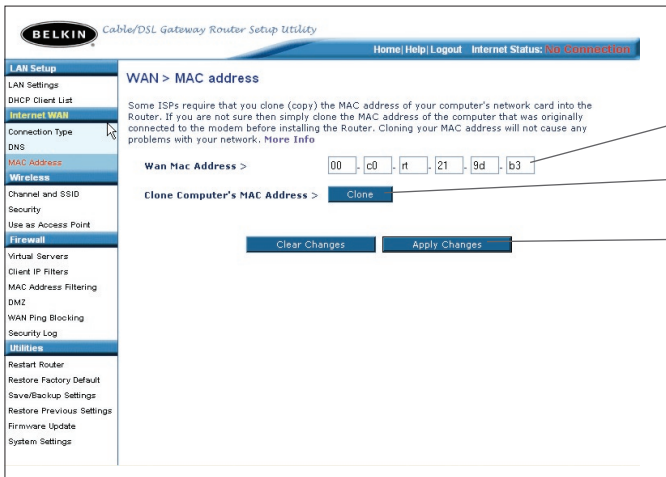 BELKIN Cable/DSL Gateway Router Setup Utility
Home| Help| Logout Internet Status: No Connection
LAN Setup
LAN Settings
DHCP Client List
Internet WAN
Connection Type
DNS
MAC Address
Wireless
Channel and SSID
Security
Use as Access Point
Firewall
Virtual Servers
Client IP Filters
MAC Address Filtering
DMZ
WAN Ping Blocking
Security Log
Utilities
Restart Router
Restore Factory Default
Save/Backup Settings
Restore Previous Settings
Firmware Update
System Settings
WAN > MAC address
Some ISPs require that you clone (copy) the MAC address of your computer's network card into the
Router. If you are not sure then simply clone the MAC address of the computer that was originally
connected to the modem before installing the Router. Cloning your MAC address will not cause any
problems with your network. More Info
Wan Mac Address > 00 - c0 - rt - 21 - 9d - b3
Clone Computer's MAC Address > Clone
Clear Changes Apply Changes